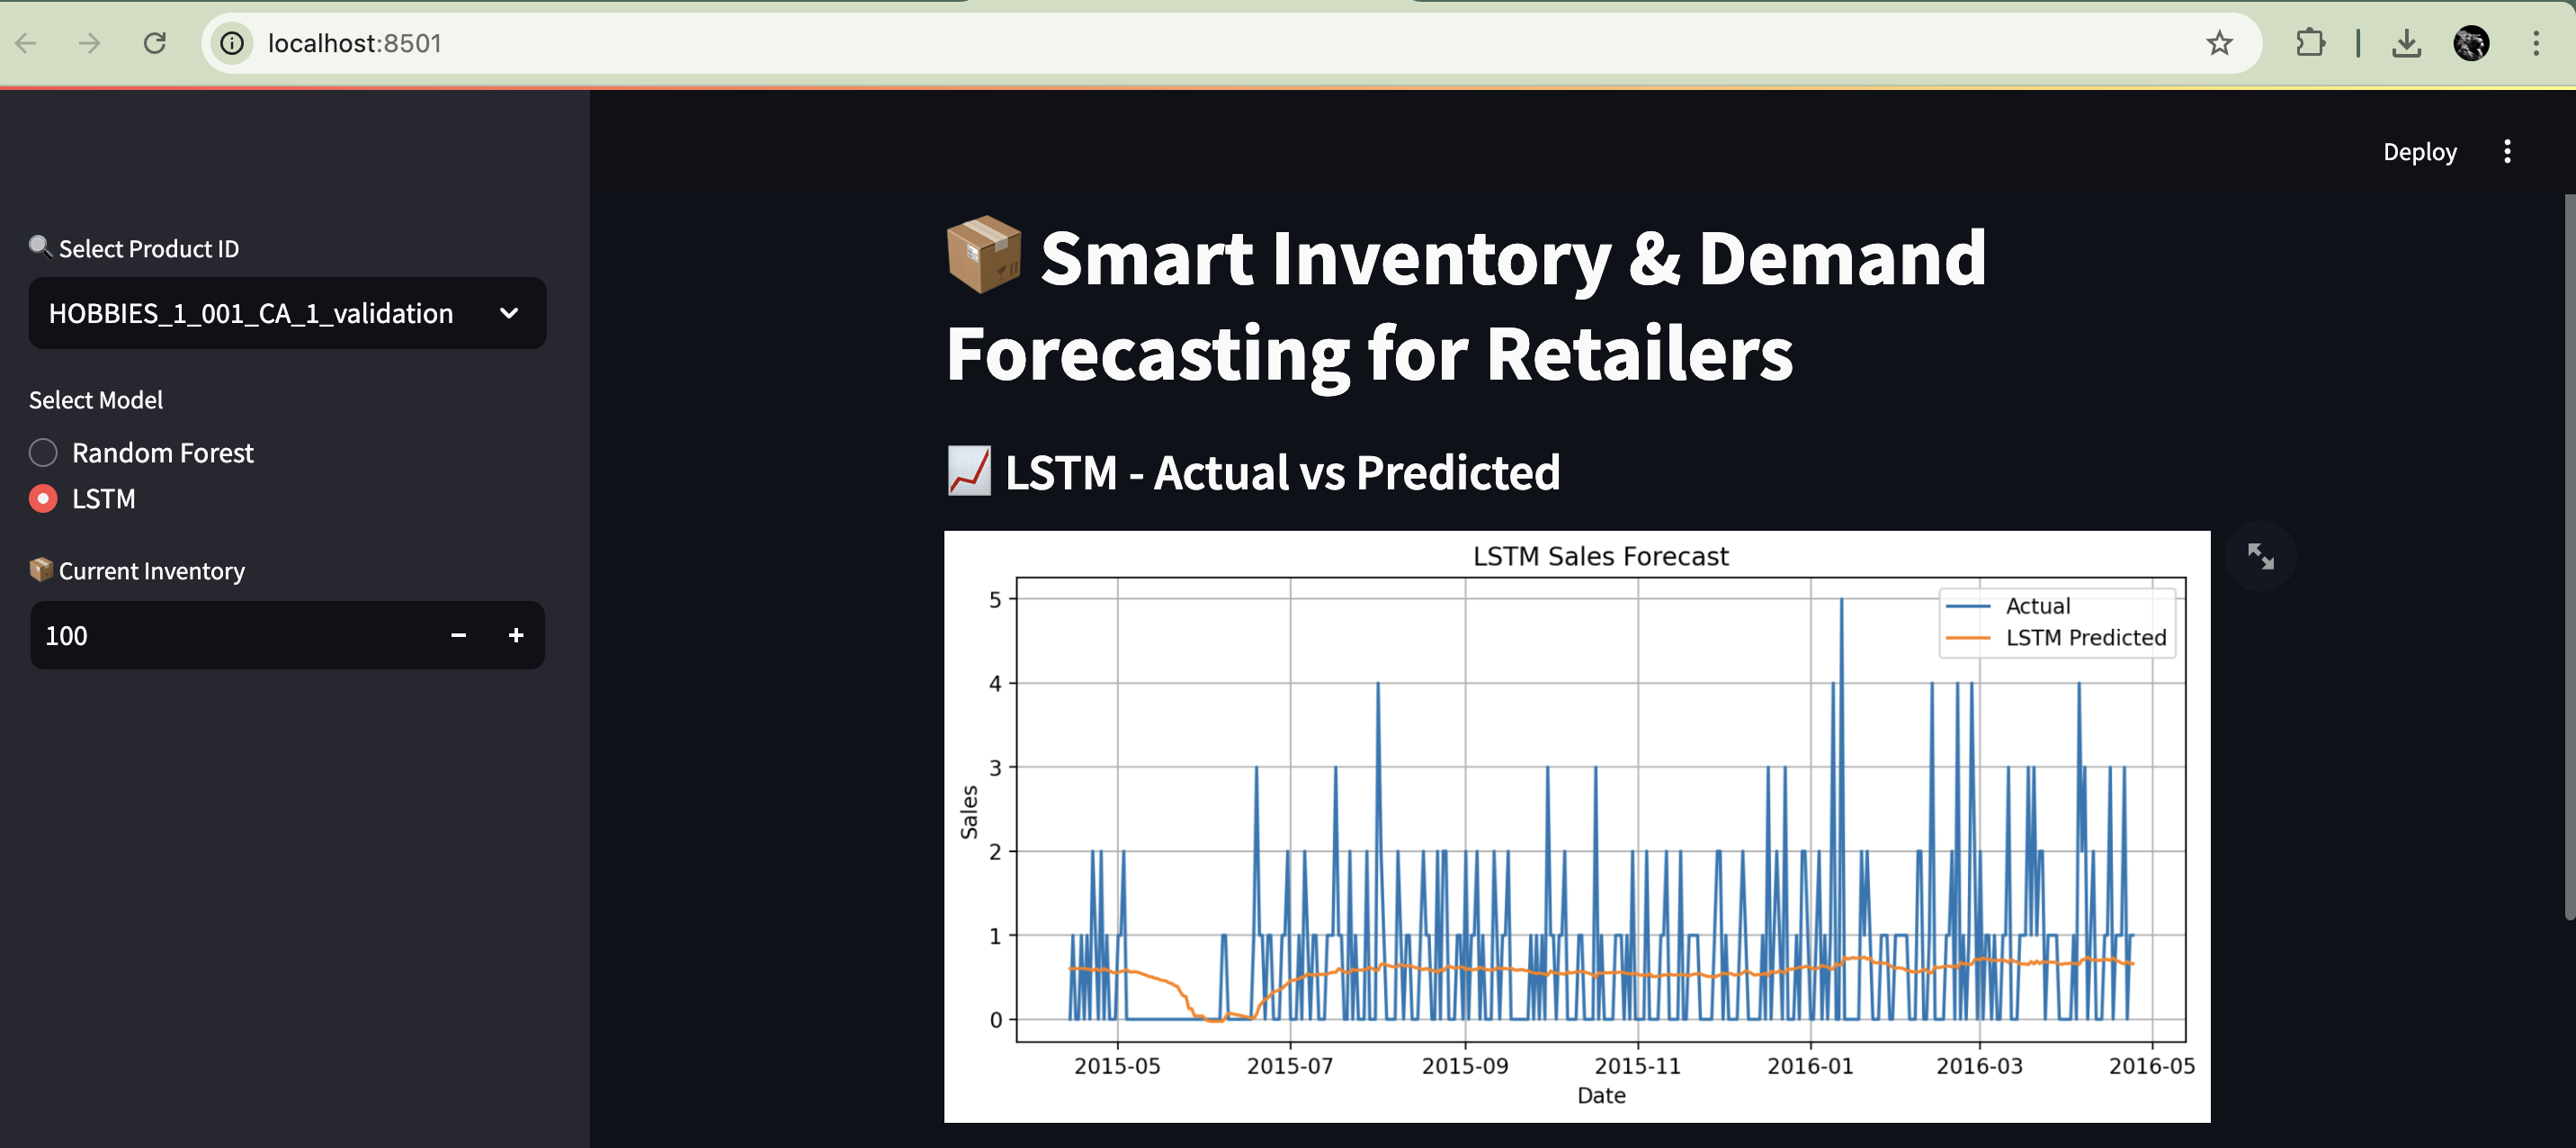 localhost:8501
Deploy
Select Product ID
HOBBIES_1_001_CA_1_validation
Select Model
Random Forest
LSTM
Current Inventory
100
Smart Inventory & Demand
Forecasting for Retailers
LSTM - Actual vs Predicted
LSTM Sales Forecast
Actual
LSTM Predicted
5
4
3
2
1
0
Sales
2015-05 2015-07 2015-09 2015-11 2016-01 2016-03 2016-05
Date